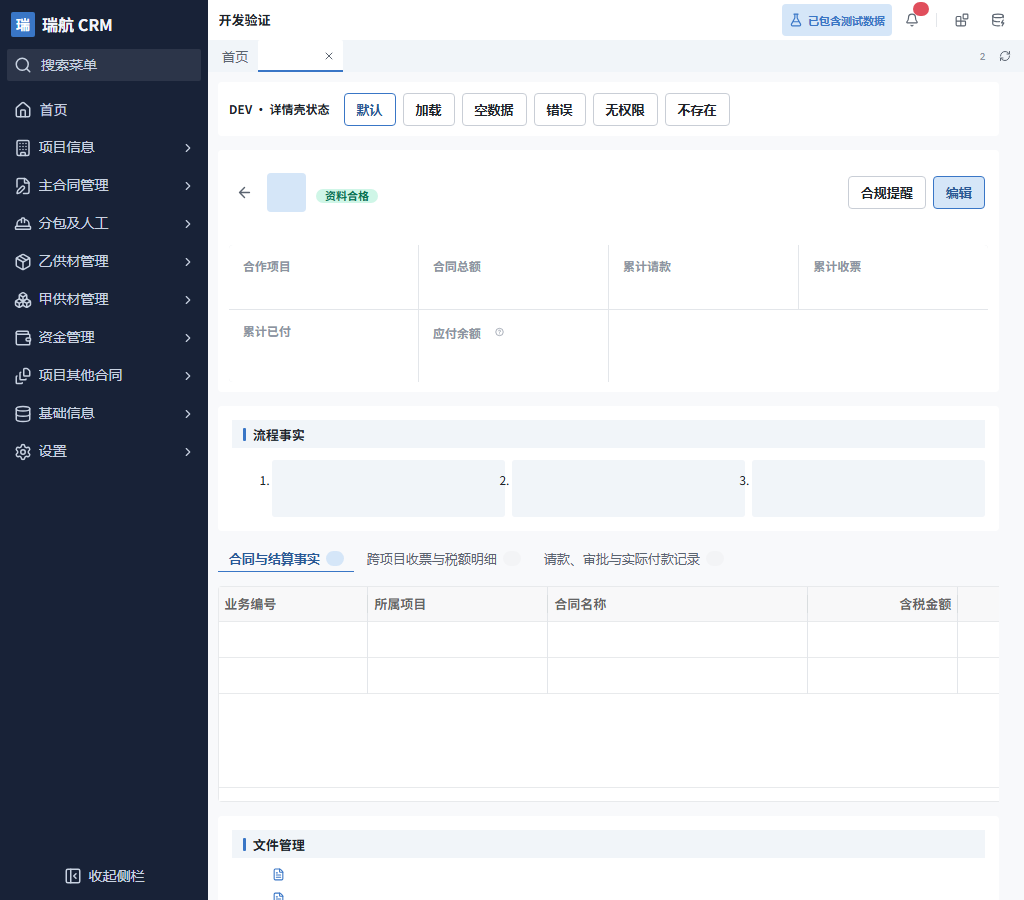 瑞 瑞航 CRM
搜索菜单
首页
项目信息
主合同管理
分包及人工
乙供材管理
甲供材管理
资金管理
项目其他合同
基础信息
设置
收起侧栏
开发验证
已包含测试数据
首页
2
DEV · 详情壳状态 默认 加载 空数据 错误 无权限 不存在
资料合格
合规提醒 编辑
合作项目 合同总额 累计请款 累计收票
累计已付 应付余额
流程事实
1. 2. 3.
合同与结算事实 跨项目收票与税额明细 请款、审批与实际付款记录
业务编号 所属项目 合同名称 含税金额
文件管理